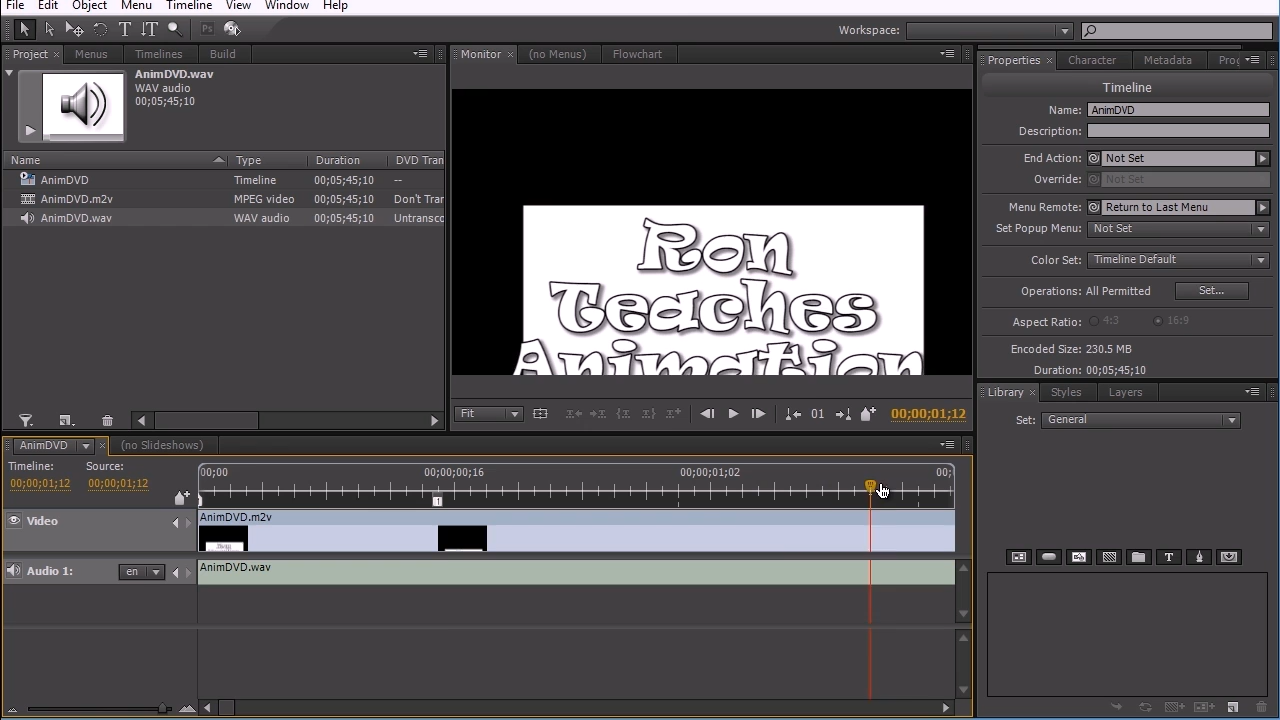 File Edit Object Menu Timeline View Window Help
Workspace:
Project Menus Timelines Build
AnimDVD.wav
WAV audio
00;05;45;10
Name Type Duration DVD Tran
AnimDVD Timeline 00;05;45;10 --
AnimDVD.m2v MPEG video 00;05;45;10 Don't Tran
AnimDVD.wav WAV audio 00;05;45;10 Untransco
Monitor (no Menus) Flowchart
Ron
Teaches
Animation
Fit 01 00;00;01;12
Properties Character Metadata Prog
Timeline
Name: AnimDVD
Description:
End Action: Not Set
Override: Not Set
Menu Remote: Return to Last Menu
Set Popup Menu: Not Set
Color Set: Timeline Default
Operations: All Permitted Set...
Aspect Ratio: 4:3 16:9
Encoded Size: 230.5 MB
Duration: 00;05;45;10
Library Styles Layers
Set: General
AnimDVD (no Slideshows)
Timeline: Source:
00;00;01;12 00;00;01;12
00;00 00;00;00;16 00;00;01;02 00;
1
Video AnimDVD.m2v
Audio 1: en AnimDVD.wav